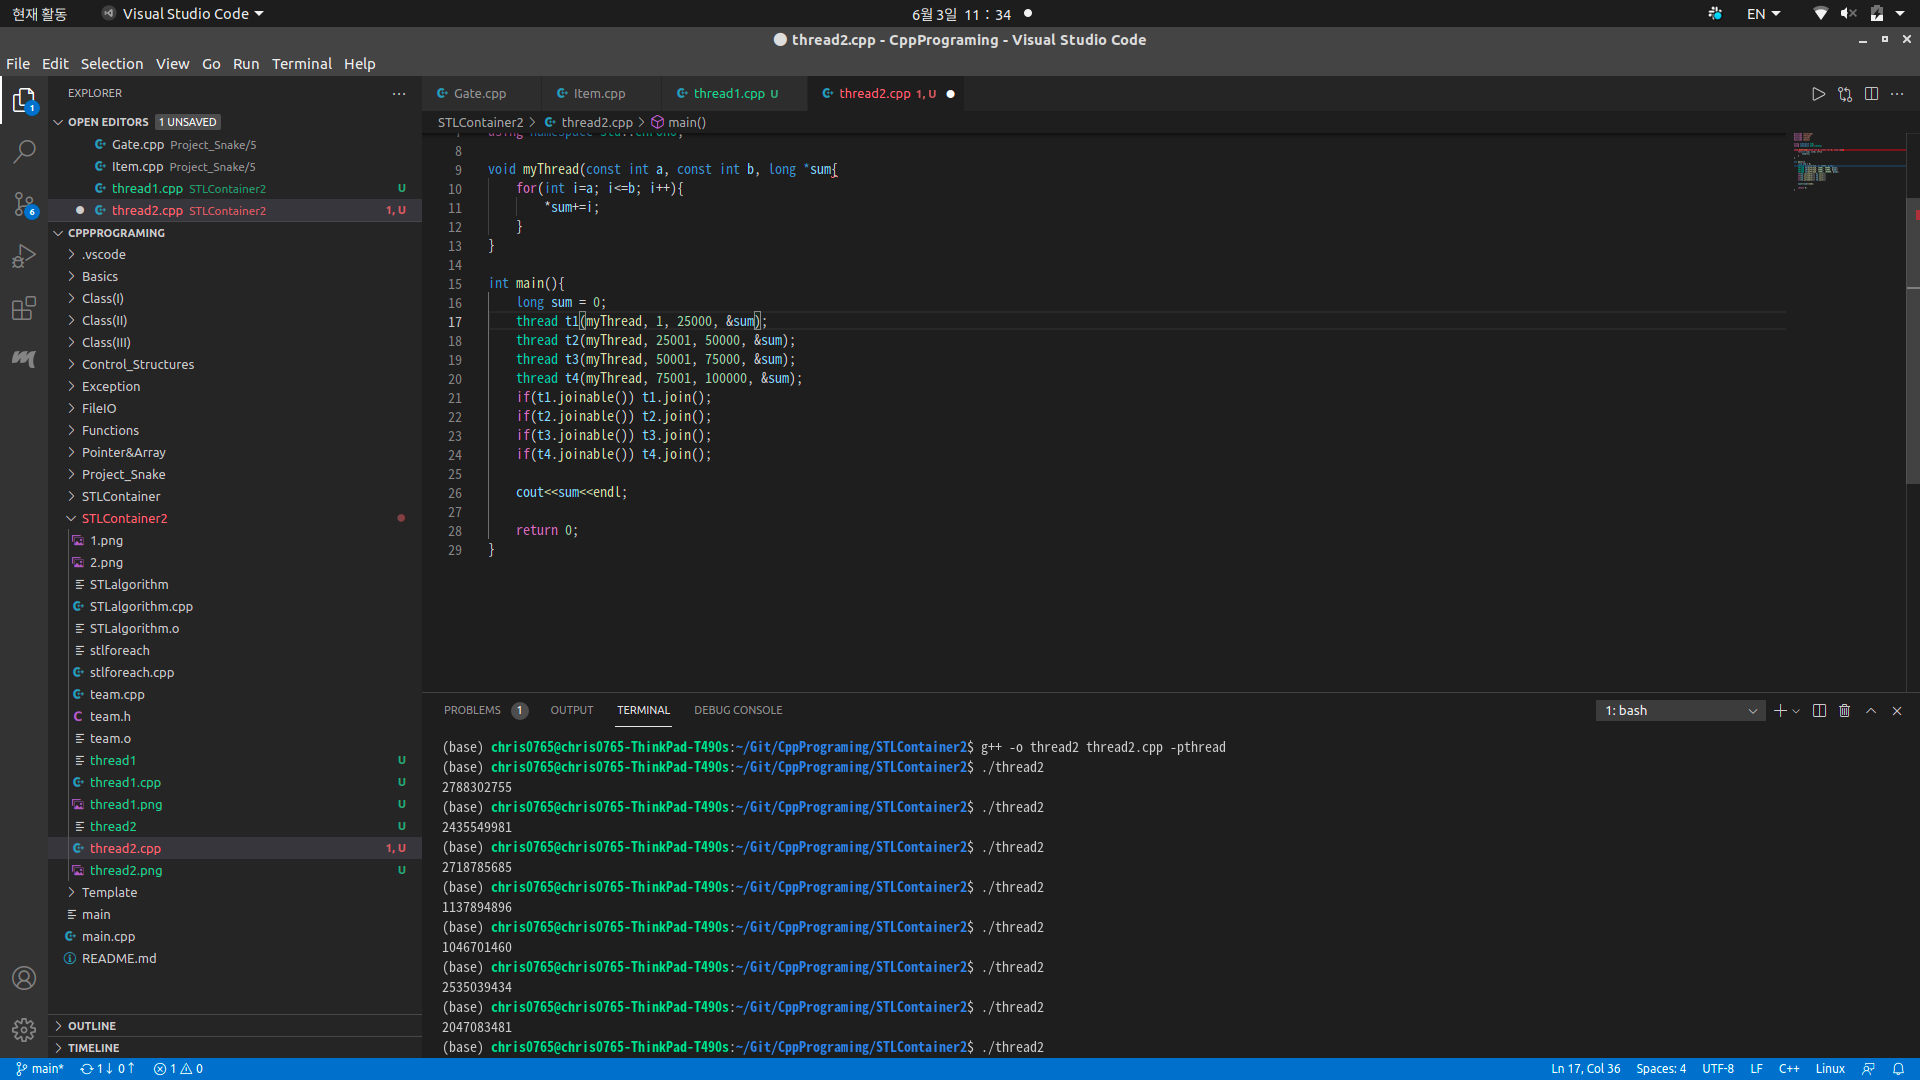 현재 활동
Visual Studio Code
6월 3일 11 : 34
EN
thread2.cpp - CppPrograming - Visual Studio Code
File Edit Selection View Go Run Terminal Help
EXPLORER
OPEN EDITORS 1 UNSAVED
Gate.cpp Project_Snake/5
Item.cpp Project_Snake/5
thread1.cpp STLContainer2 U
thread2.cpp STLContainer2 1, U
CPPPROGRAMING
.vscode
Basics
Class(I)
Class(II)
Class(III)
Control_Structures
Exception
FileIO
Functions
Pointer&Array
Project_Snake
STLContainer
STLContainer2
1.png
2.png
STLalgorithm
STLalgorithm.cpp
STLalgorithm.o
stlforeach
stlforeach.cpp
team.cpp
team.h
team.o
thread1 U
thread1.cpp U
thread1.png U
thread2 U
thread2.cpp 1, U
thread2.png U
Template
main
main.cpp
README.md
OUTLINE
TIMELINE
1
6
Gate.cpp
Item.cpp
thread1.cpp U
thread2.cpp 1, U
STLContainer2 > thread2.cpp > main()
7 using namespace std::chrono;
8
9 void myThread(const int a, const int b, long *sum{
10 for(int i=a; i<=b; i++){
11 *sum+=i;
12 }
13 }
14
15 int main(){
16 long sum = 0;
17 thread t1(myThread, 1, 25000, &sum);
18 thread t2(myThread, 25001, 50000, &sum);
19 thread t3(myThread, 50001, 75000, &sum);
20 thread t4(myThread, 75001, 100000, &sum);
21 if(t1.joinable()) t1.join();
22 if(t2.joinable()) t2.join();
23 if(t3.joinable()) t3.join();
24 if(t4.joinable()) t4.join();
25
26 cout<<sum<<endl;
27
28 return 0;
29 }
PROBLEMS 1 OUTPUT TERMINAL DEBUG CONSOLE
1: bash
(base) chris0765@chris0765-ThinkPad-T490s:~/Git/CppPrograming/STLContainer2$ g++ -o thread2 thread2.cpp -pthread
(base) chris0765@chris0765-ThinkPad-T490s:~/Git/CppPrograming/STLContainer2$ ./thread2
2788302755
(base) chris0765@chris0765-ThinkPad-T490s:~/Git/CppPrograming/STLContainer2$ ./thread2
2435549981
(base) chris0765@chris0765-ThinkPad-T490s:~/Git/CppPrograming/STLContainer2$ ./thread2
2718785685
(base) chris0765@chris0765-ThinkPad-T490s:~/Git/CppPrograming/STLContainer2$ ./thread2
1137894896
(base) chris0765@chris0765-ThinkPad-T490s:~/Git/CppPrograming/STLContainer2$ ./thread2
1046701460
(base) chris0765@chris0765-ThinkPad-T490s:~/Git/CppPrograming/STLContainer2$ ./thread2
2535039434
(base) chris0765@chris0765-ThinkPad-T490s:~/Git/CppPrograming/STLContainer2$ ./thread2
2047083481
(base) chris0765@chris0765-ThinkPad-T490s:~/Git/CppPrograming/STLContainer2$ ./thread2
main* 1↓ 0↑ 1 0
Ln 17, Col 36 Spaces: 4 UTF-8 LF C++ Linux